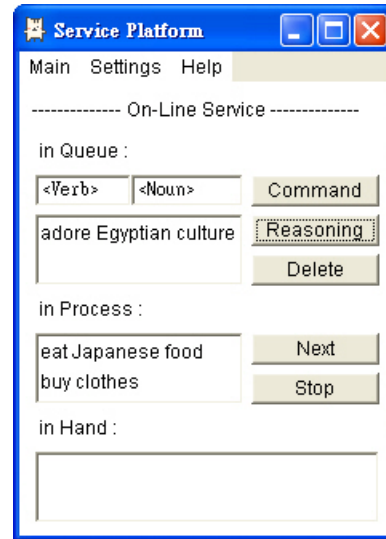 Service Platform
Main Settings Help
-------------- On-Line Service --------------
in Queue :
<Verb> <Noun> Command
adore Egyptian culture Reasoning
Delete
in Process :
eat Japanese food Next
buy clothes Stop
in Hand :